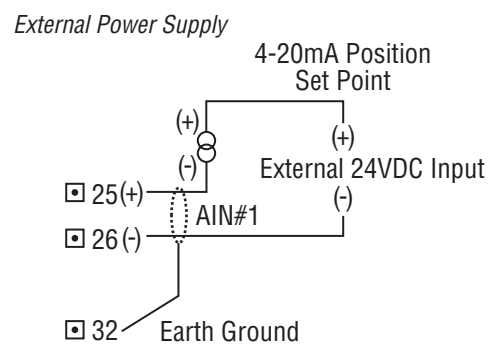 External Power Supply
4-20mA Position
Set Point
(+)
(+)
(-)
External 24VDC Input
(-)
25(+)
AIN#1
26(-)
32
Earth Ground